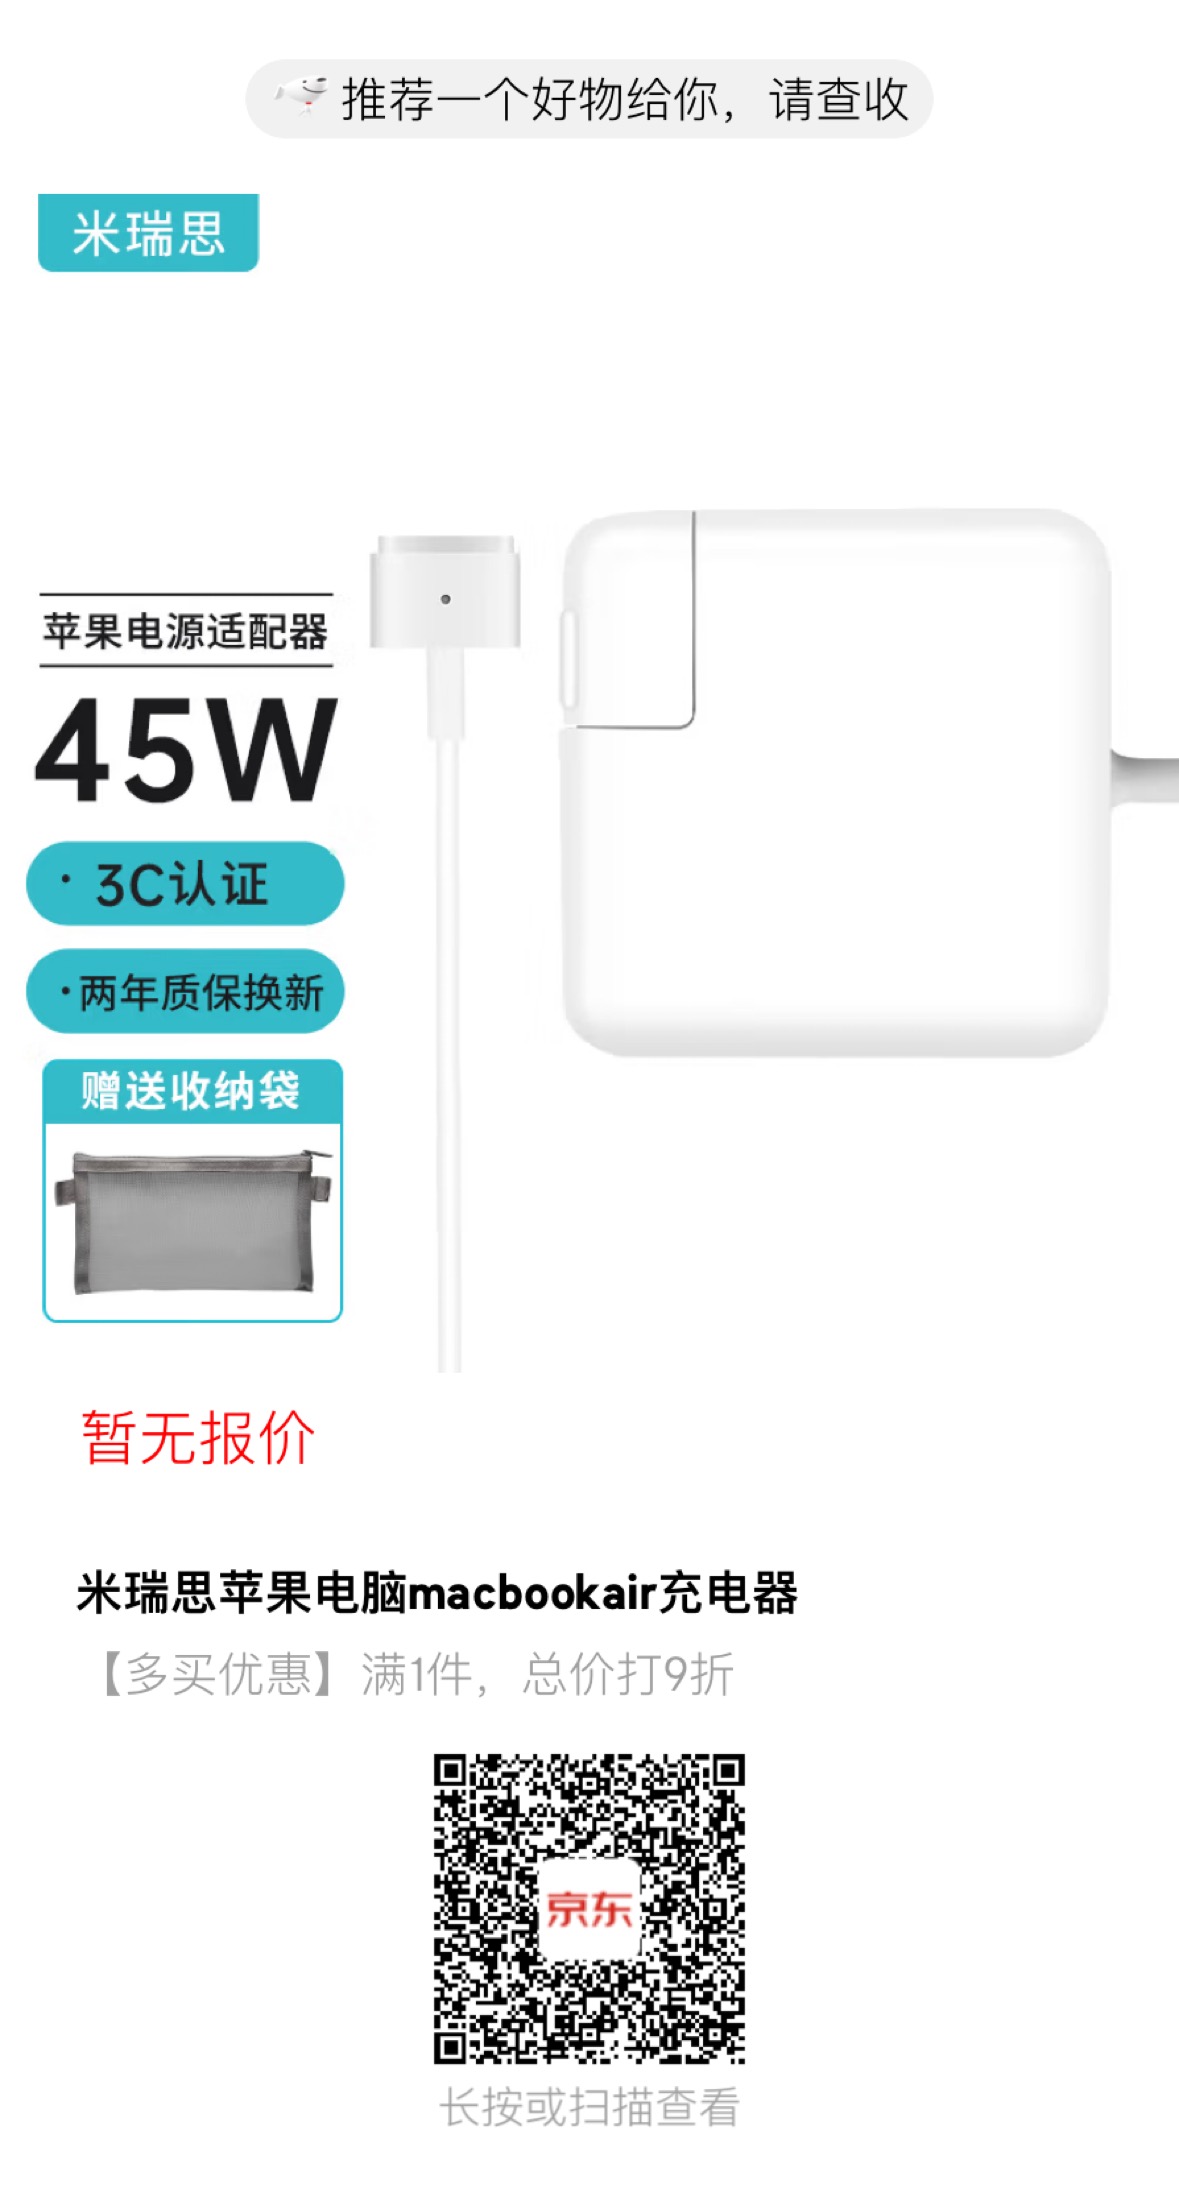 推荐一个好物给你，请查收
米瑞思
苹果电源适配器
45W
· 3C认证
·两年质保换新
赠送收纳袋
暂无报价
米瑞思苹果电脑macbookair充电器
【多买优惠】满1件，总价打9折
京东
长按或扫描查看